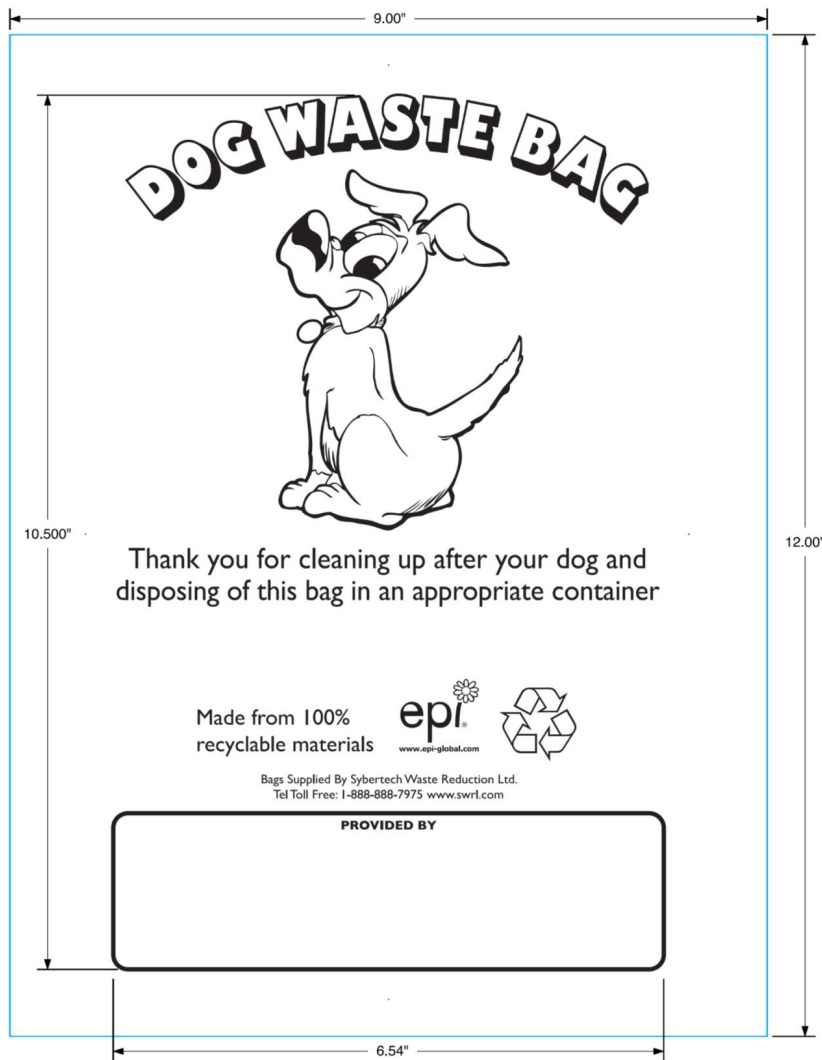 9.00"
DOG WASTE BAG
10.500"
12.00"
Thank you for cleaning up after your dog and
disposing of this bag in an appropriate container
Made from 100%
recyclable materials
epi®
www.epi-global.com
Bags Supplied By Sybertech Waste Reduction Ltd.
Tel Toll Free: 1-888-888-7975 www.swrl.com
PROVIDED BY
6.54"